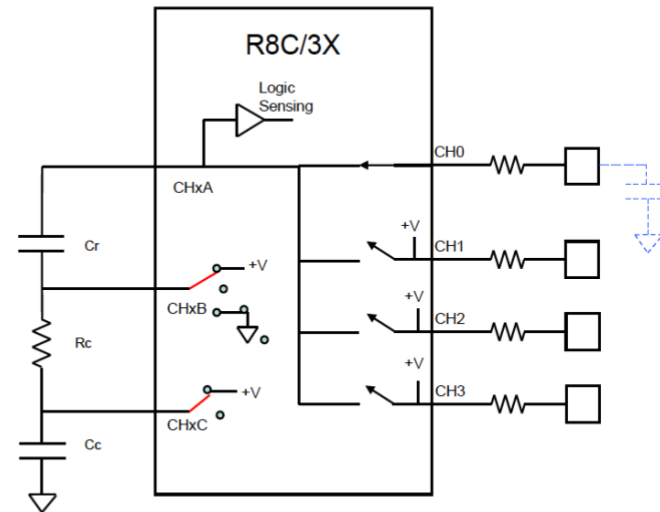 R8C/3X
Logic
Sensing
CH0
CHxA
+V
CH1
Cr
+V
CHxB
+V
CH2
Rc
+V
CH3
+V
CHxC
Cc